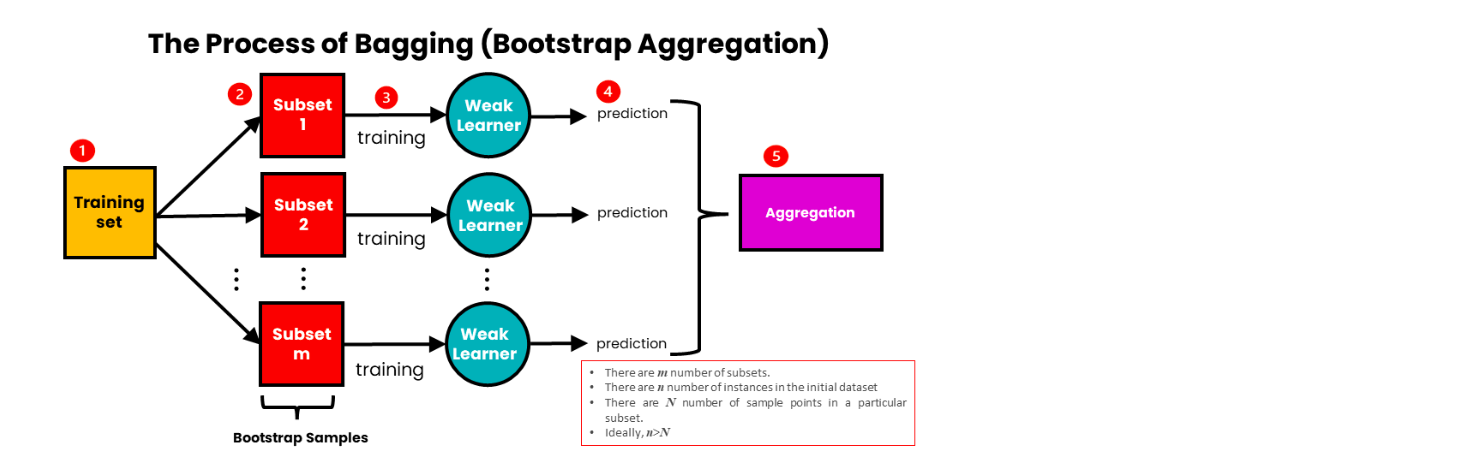 The Process of Bagging (Bootstrap Aggregation)
1
2
3
4
5
Training
set
Subset
1
training
Weak
Learner
prediction
Subset
2
training
Weak
Learner
prediction
Subset
m
training
Weak
Learner
prediction
Aggregation
Bootstrap Samples
• There are m number of subsets.
• There are n number of instances in the initial dataset
• There are N number of sample points in a particular
subset.
• Ideally, n>N